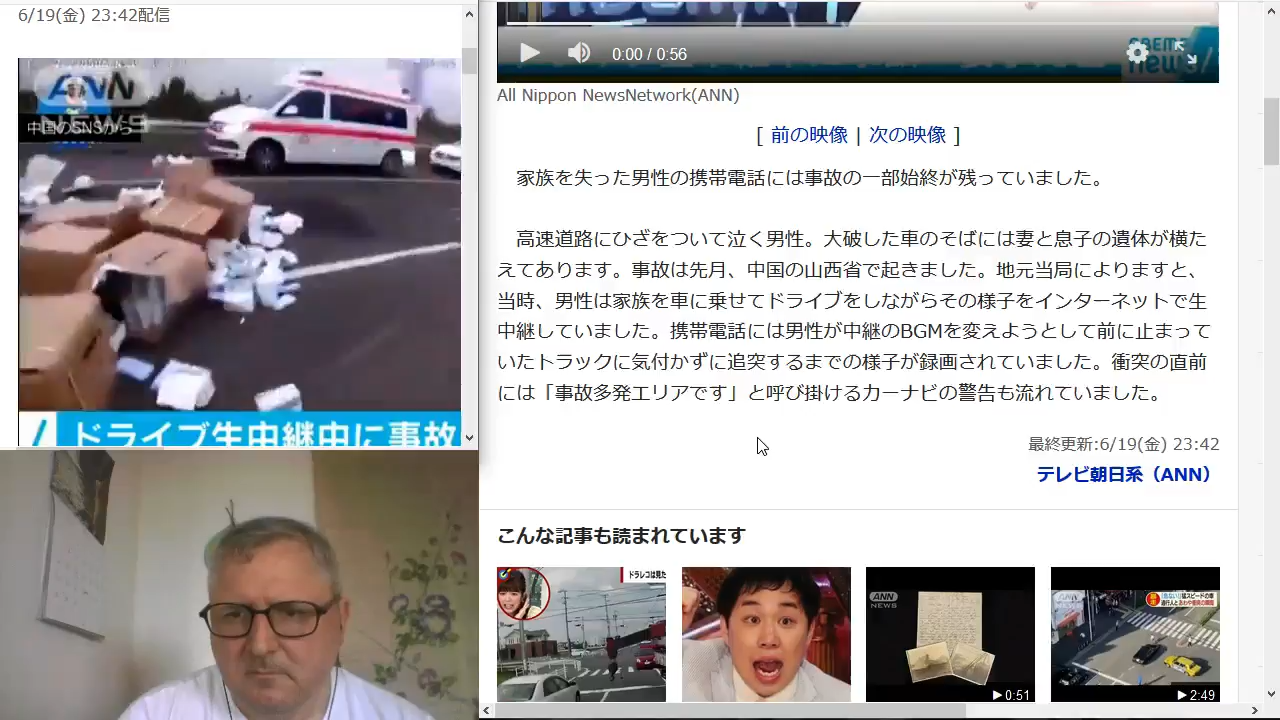 6/19(金) 23:42配信
ANN
NEWS
中国のSNSから
ドライブ生中継中に事故
0:00 / 0:56
ABEMA
news/
All Nippon NewsNetwork(ANN)
[ 前の映像 | 次の映像 ]
家族を失った男性の携帯電話には事故の一部始終が残っていました。
高速道路にひざをついて泣く男性。大破した車のそばには妻と息子の遺体が横た
えてあります。事故は先月、中国の山西省で起きました。地元当局によりますと、
当時、男性は家族を車に乗せてドライブをしながらその様子をインターネットで生
中継していました。携帯電話には男性が中継のBGMを変えようとして前に止まって
いたトラックに気付かずに追突するまでの様子が録画されていました。衝突の直前
には「事故多発エリアです」と呼び掛けるカーナビの警告も流れていました。
最終更新:6/19(金) 23:42
テレビ朝日系（ANN）
こんな記事も読まれています
ドラレコは見た
ANN
NEWS
0:51
2:49